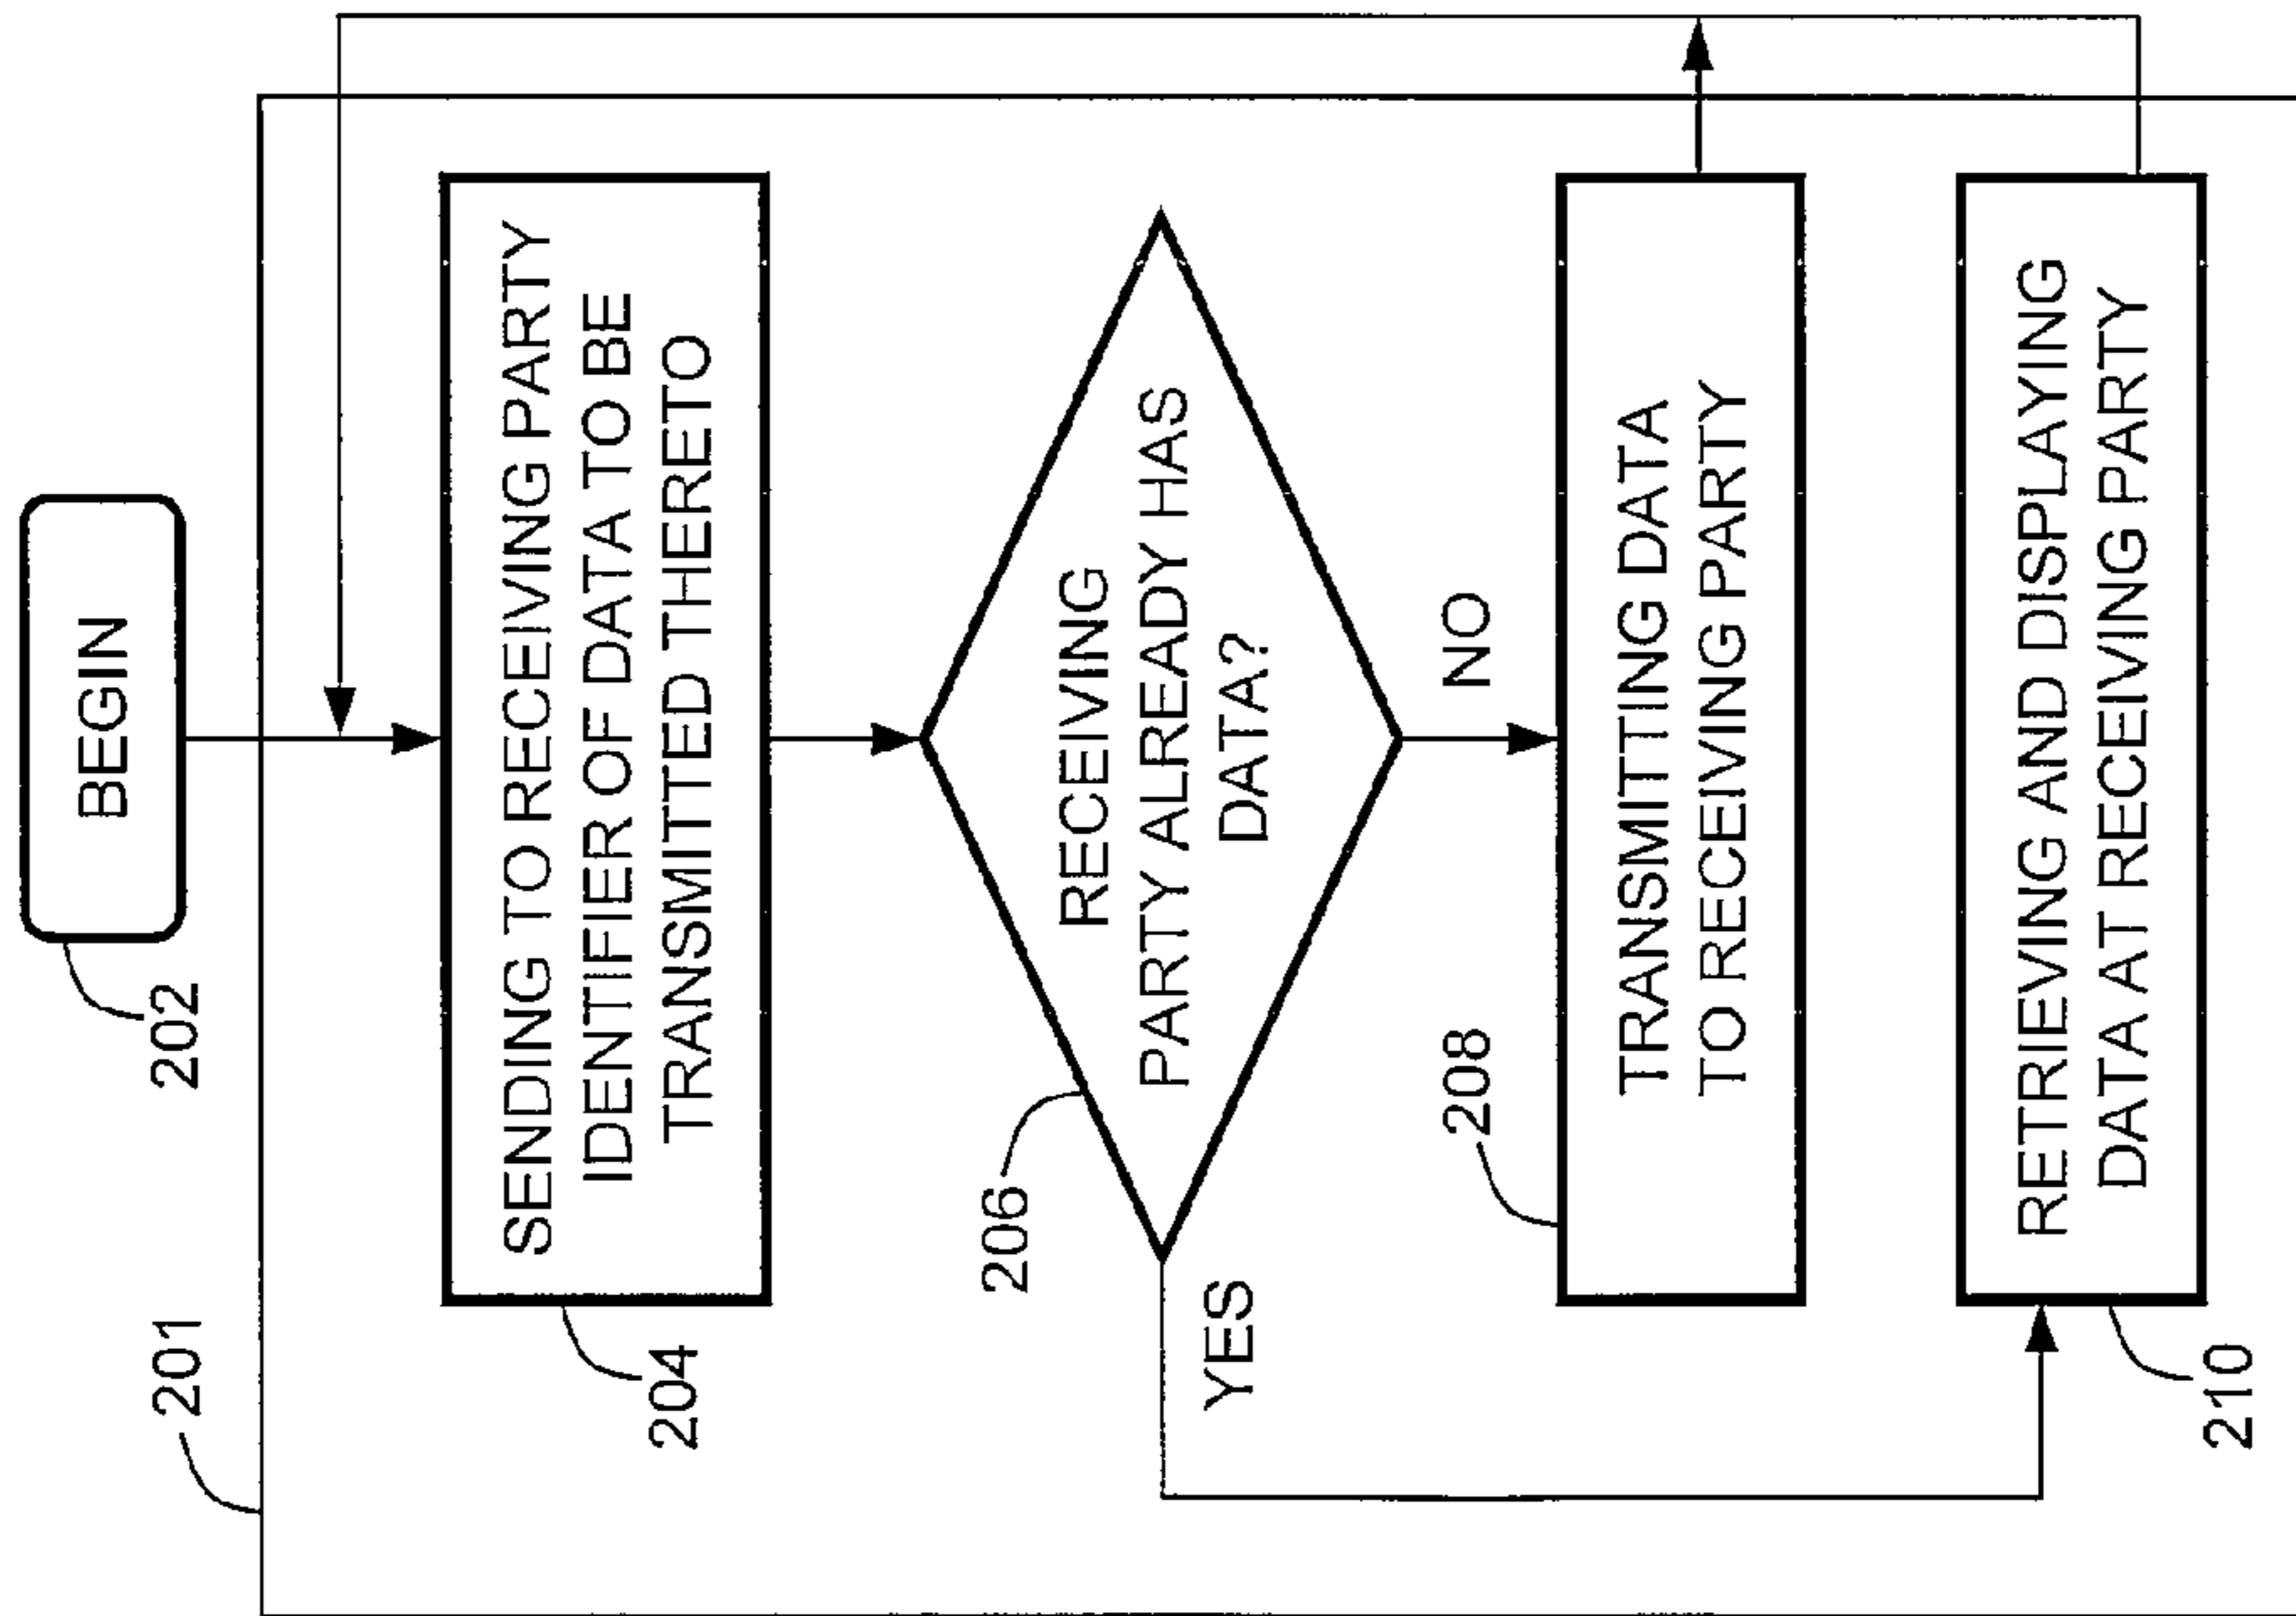 BEGIN
202
201
SENDING TO RECEIVING PARTY
IDENTIFIER OF DATA TO BE
TRANSMITTED THERETO
204
RECEIVING
PARTY ALREADY HAS
DATA?
206
YES
NO
208
TRANSMITTING DATA
TO RECEIVING PARTY
RETRIEVING AND DISPLAYING
DATA AT RECEIVING PARTY
210